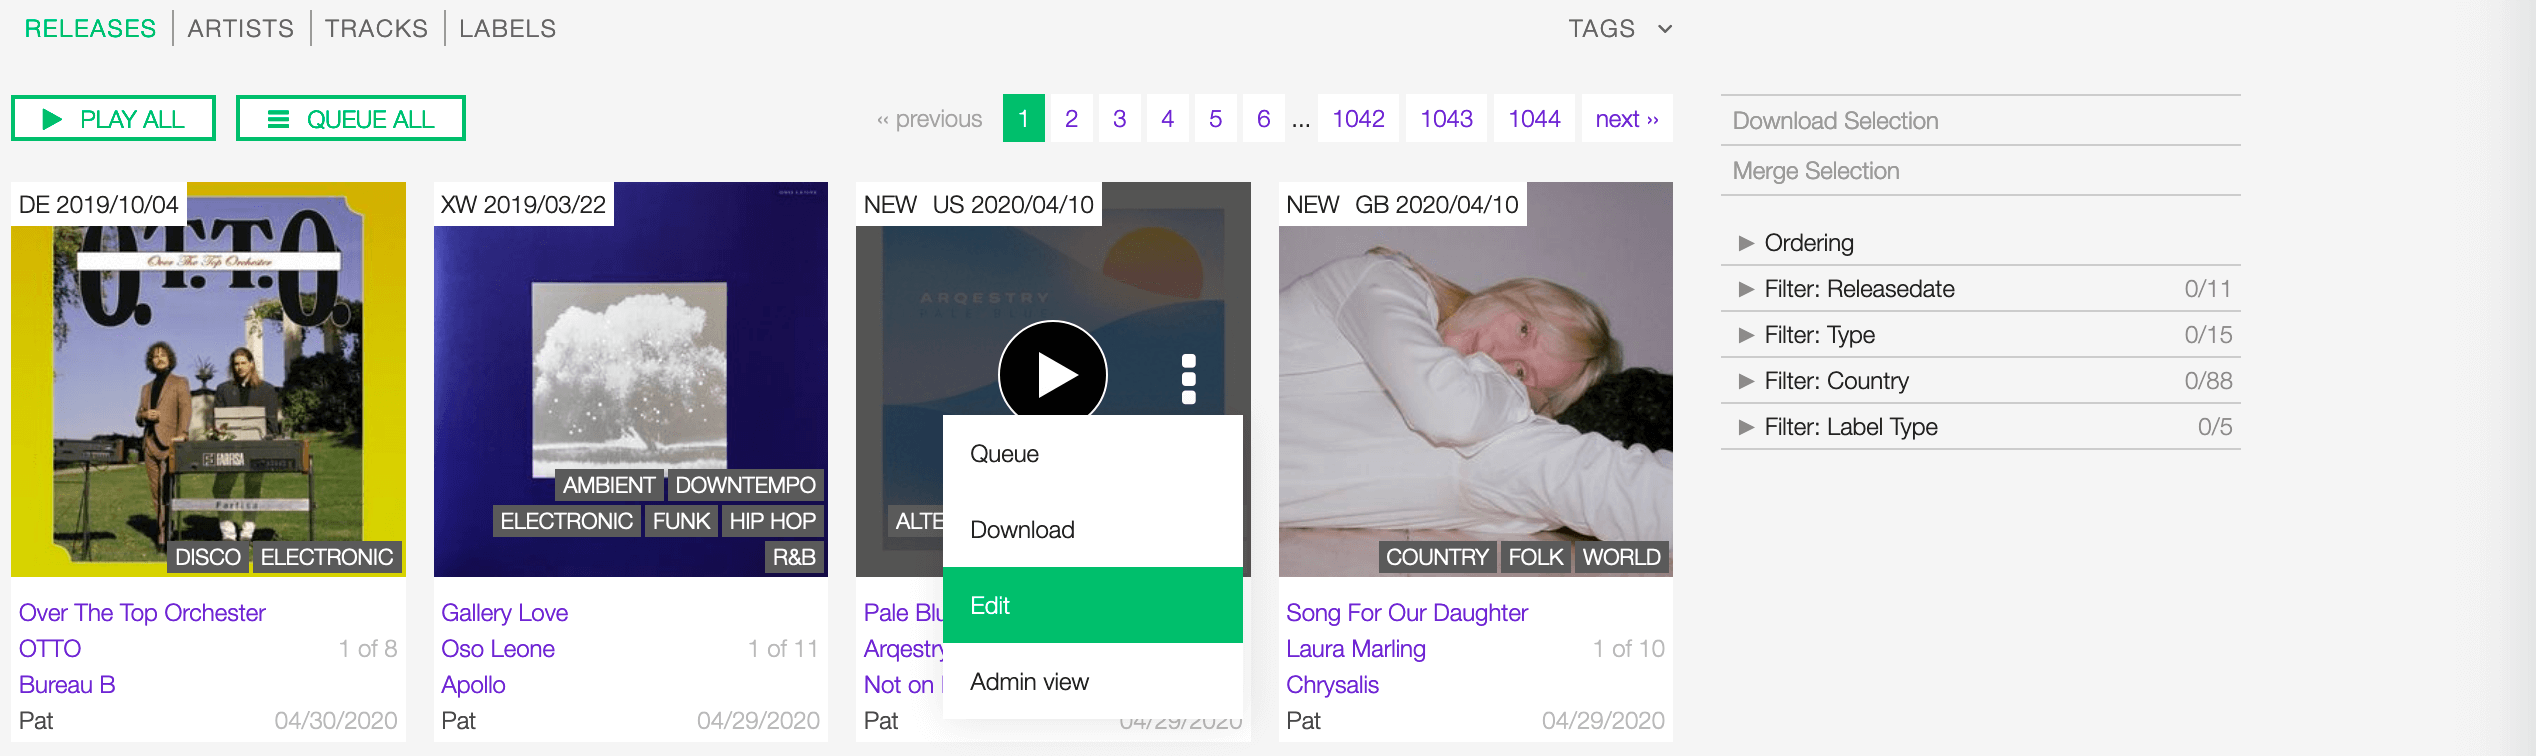 RELEASES ARTISTS TRACKS LABELS TAGS
PLAY ALL QUEUE ALL ‹‹ previous 1 2 3 4 5 6 ... 1042 1043 1044 next ››
Download Selection
Merge Selection
Ordering
Filter: Releasedate 0/11
Filter: Type 0/15
Filter: Country 0/88
Filter: Label Type 0/5
DE 2019/10/04
O.T.T.O.
Over The Top Orchester
FARFISA
Farfisa
DISCO ELECTRONIC
Over The Top Orchester
OTTO 1 of 8
Bureau B
Pat 04/30/2020
XW 2019/03/22
OSO LEONE
AMBIENT DOWNTEMPO
ELECTRONIC FUNK HIP HOP
R&B
Gallery Love
Oso Leone 1 of 11
Apollo
Pat 04/29/2020
NEW US 2020/04/10
ARQESTRY
PALE BLUE
ALTE
Queue
Download
Edit
Admin view
Pale Blu
Arqestry
Not on
Pat 04/29/2020
NEW GB 2020/04/10
COUNTRY FOLK WORLD
Song For Our Daughter
Laura Marling 1 of 10
Chrysalis
Pat 04/29/2020